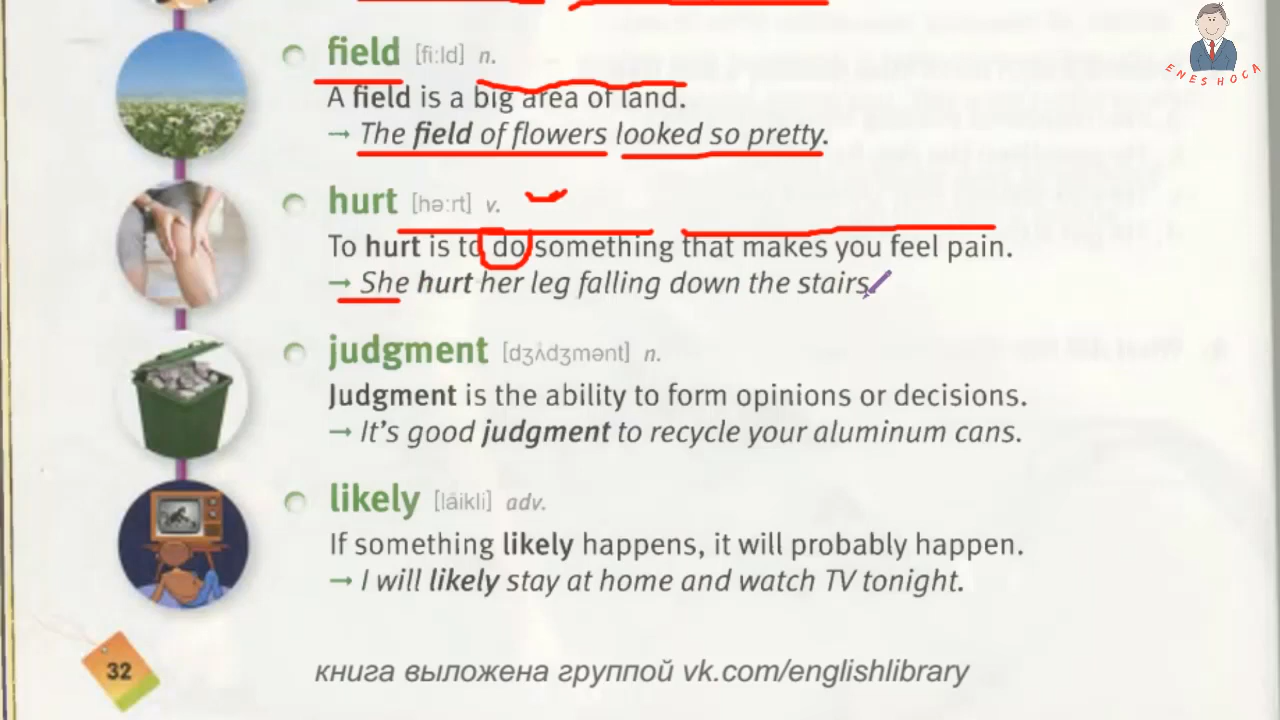 ENES HOCA
field [fi:ld] n.
A field is a big area of land.
→ The field of flowers looked so pretty.
hurt [hə:rt] v.
To hurt is to do something that makes you feel pain.
→ She hurt her leg falling down the stairs
judgment [dʒʌ́dʒmənt] n.
Judgment is the ability to form opinions or decisions.
→ It's good judgment to recycle your aluminum cans.
likely [láikli] adv.
If something likely happens, it will probably happen.
→ I will likely stay at home and watch TV tonight.
32
книга выложена группой vk.com/englishlibrary